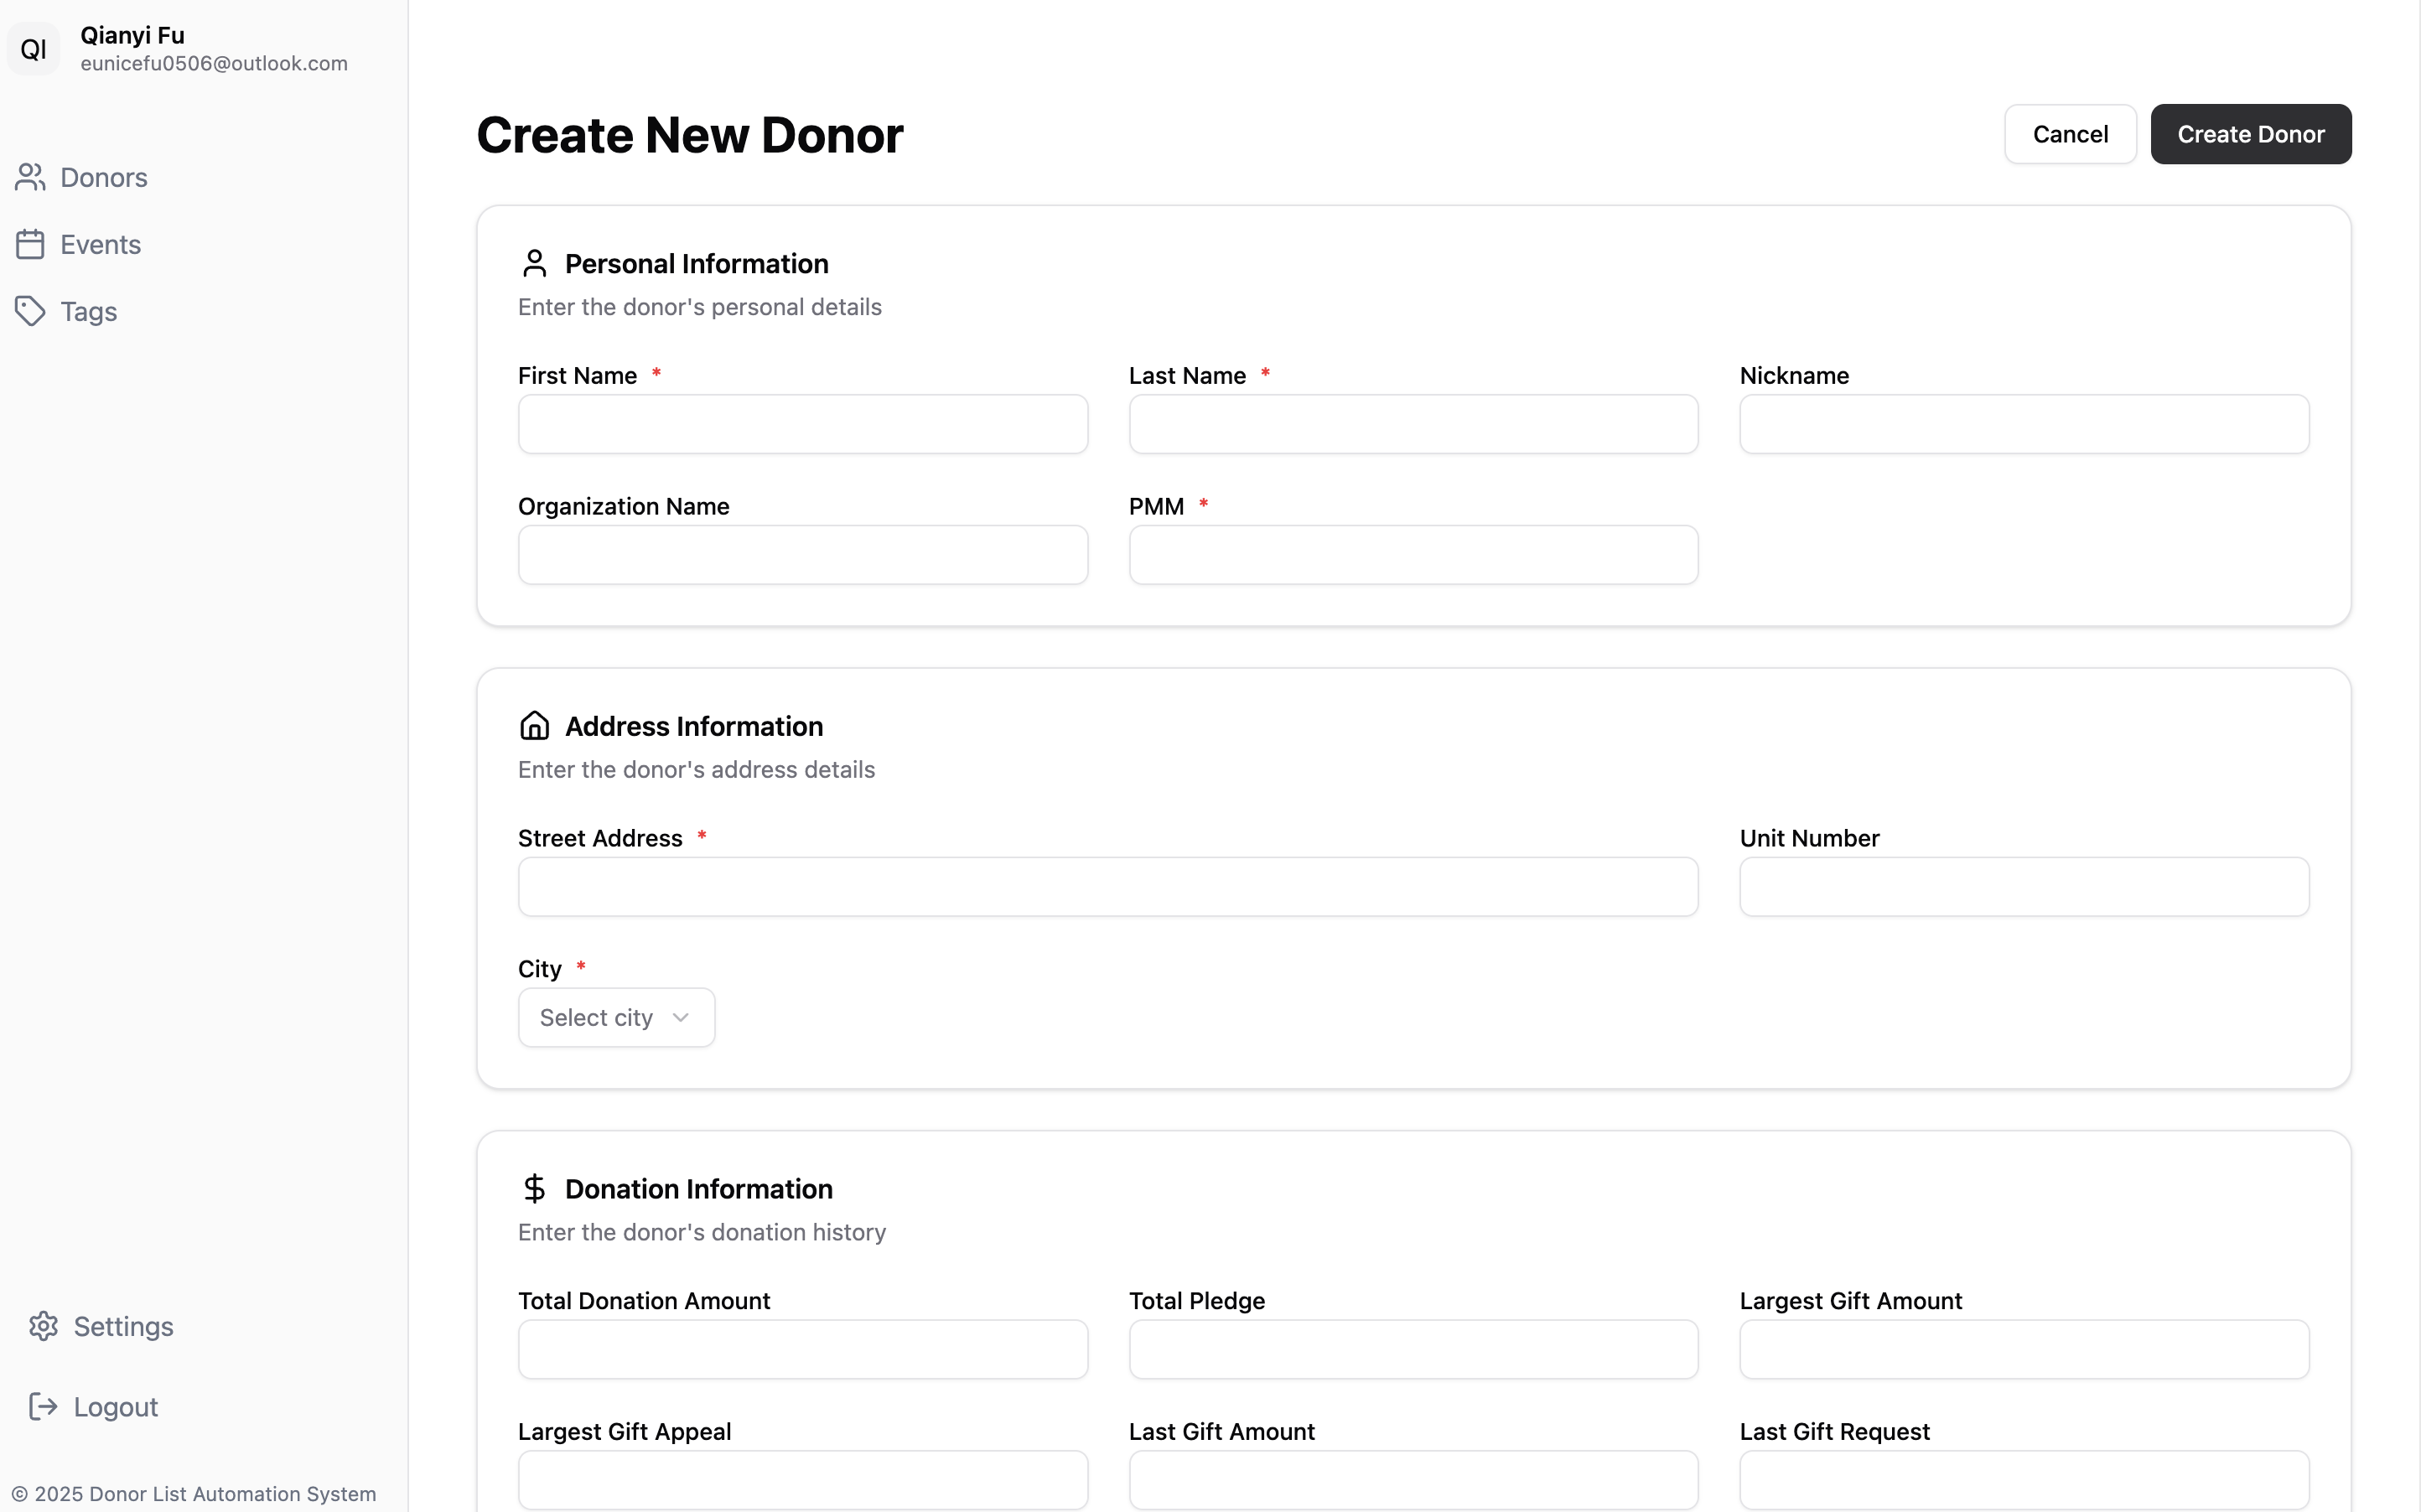 QI
Qianyi Fu
eunicefu0506@outlook.com
Donors
Events
Tags
Settings
Logout
© 2025 Donor List Automation System
Create New Donor
Cancel
Create Donor
Personal Information
Enter the donor's personal details
First Name *
Last Name *
Nickname
Organization Name
PMM *
Address Information
Enter the donor's address details
Street Address *
Unit Number
City *
Select city
Donation Information
Enter the donor's donation history
Total Donation Amount
Total Pledge
Largest Gift Amount
Largest Gift Appeal
Last Gift Amount
Last Gift Request